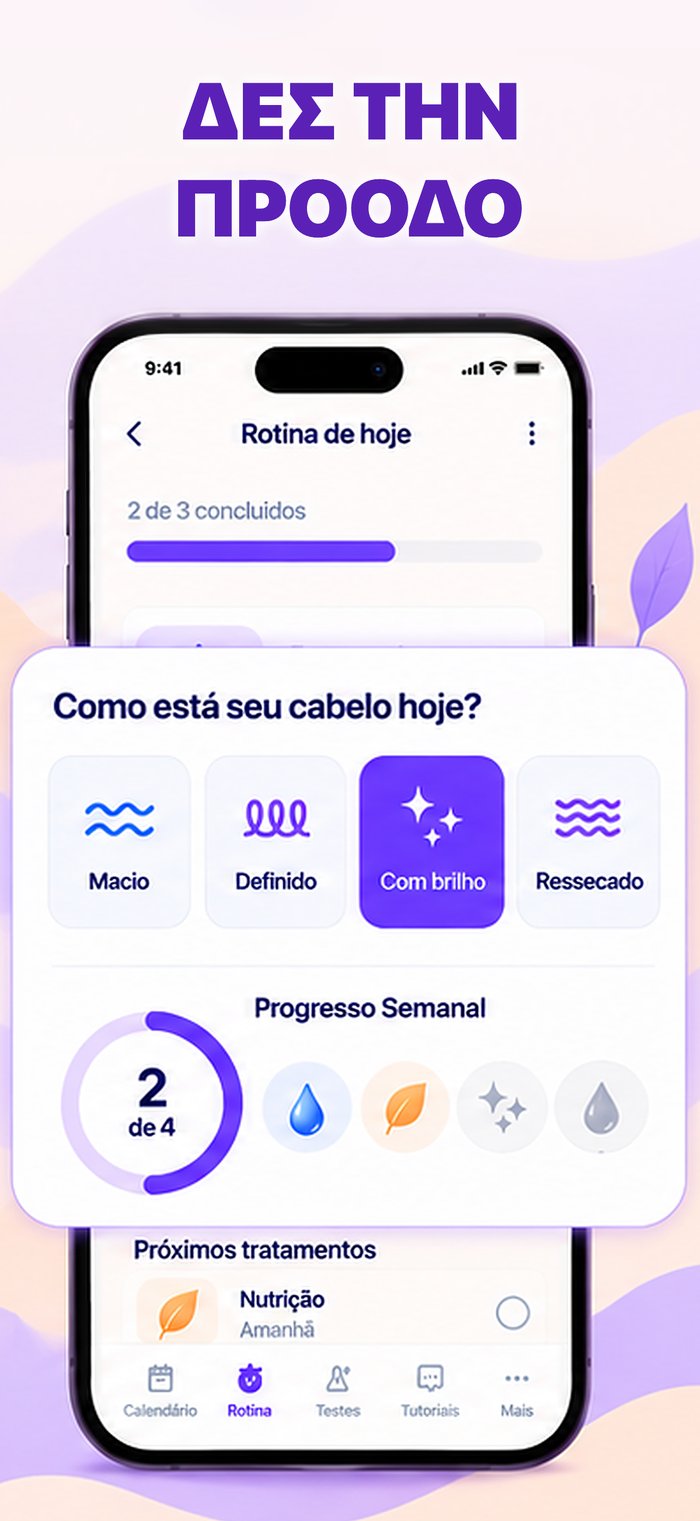 ΔΕΣ ΤΗΝ
ΠΡΟΟΔΟ
9:41
Rotina de hoje
2 de 3 concluidos
Como está seu cabelo hoje?
Macio
Definido
Com brilho
Ressecado
Progresso Semanal
2
de 4
Próximos tratamentos
Nutrição
Amanhã
Calendário
Rotina
Testes
Tutoriais
Mais